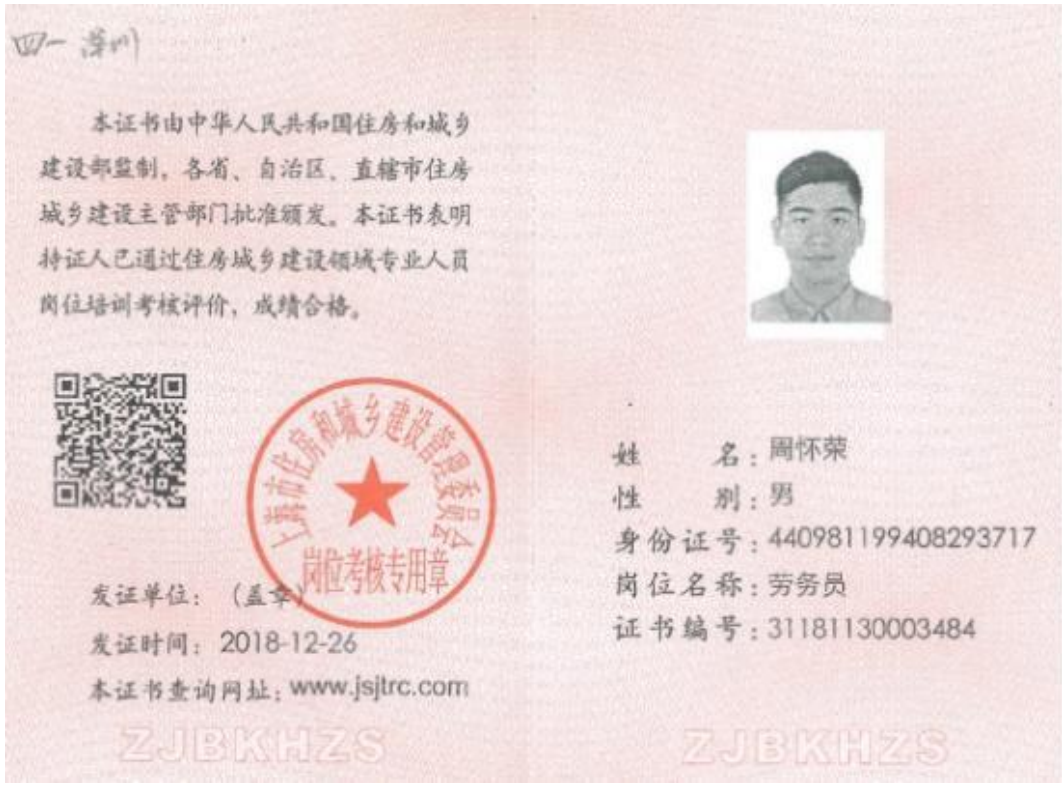 四一 深圳
本证书由中华人民共和国住房和城乡
建设部监制，各省、自治区、直辖市住房
城乡建设主管部门批准颁发。本证书表明
持证人已通过住房城乡建设领域专业人员
岗位培训考核评价，成绩合格。
上海市住房和城乡建设管理委员会
岗位考核专用章
发证单位：（盖章）
发证时间：2018-12-26
本证书查询网址：www.jsjtrc.com
ZJBKHZS
姓名：周怀荣
性别：男
身份证号：440981199408293717
岗位名称：劳务员
证书编号：31181130003484
ZJBKHZS